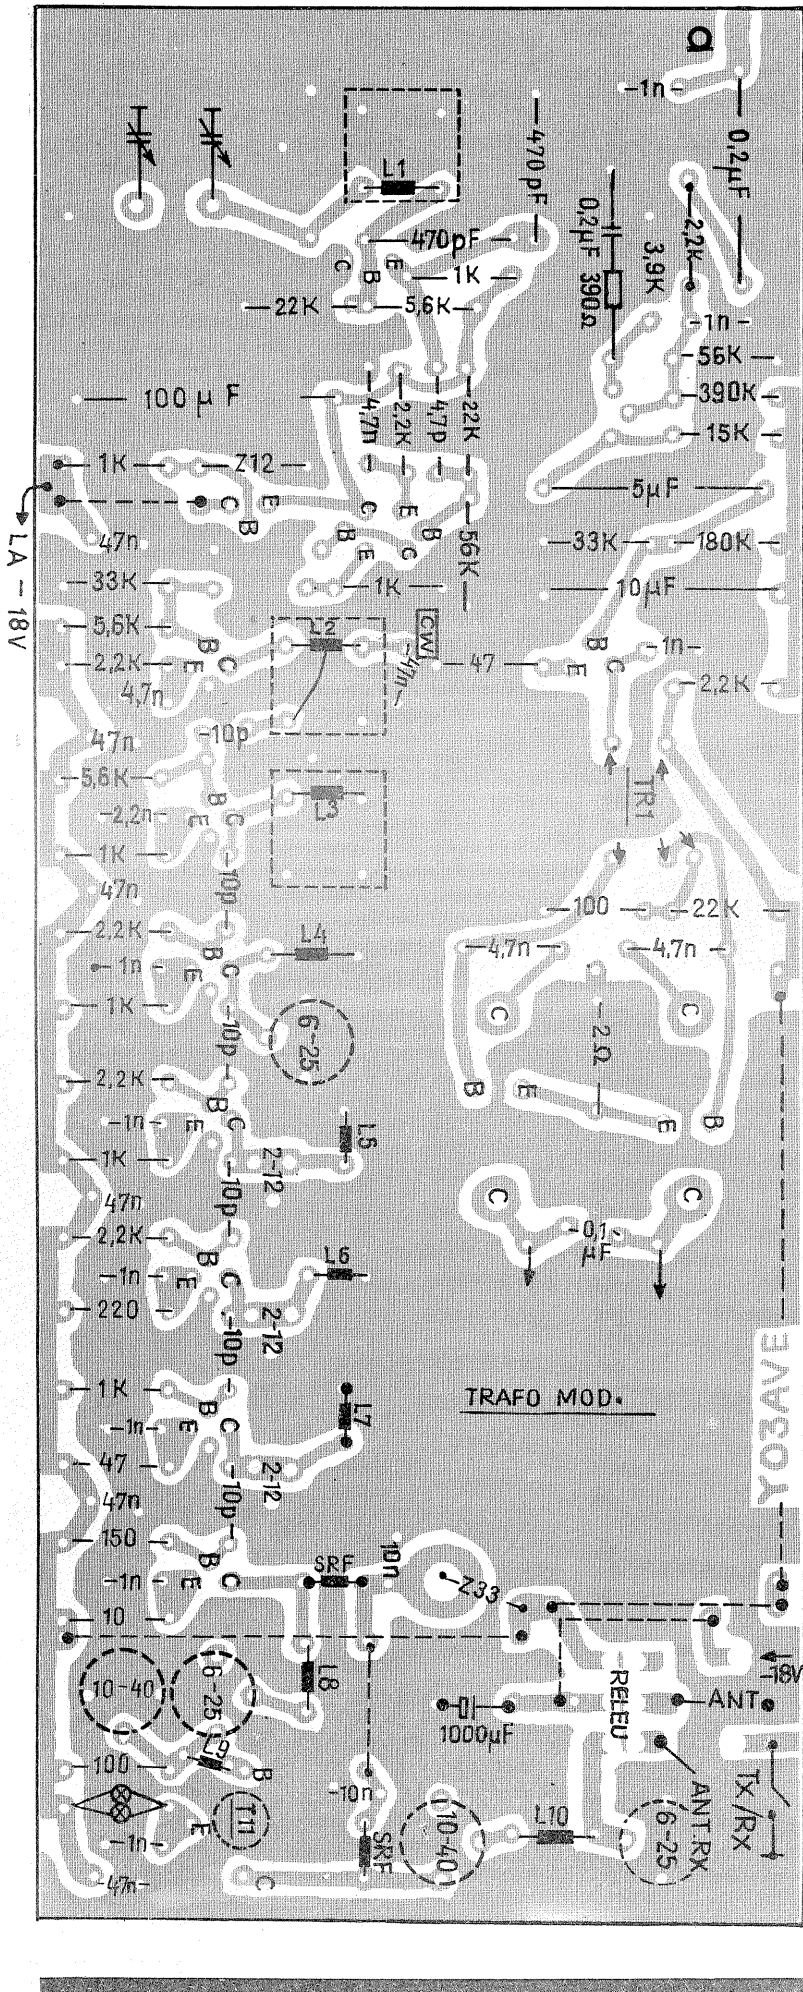 a
-1n-
0,2µF
470pF
L1
2,2K
0,2µF 390Ω
3,9K
470pF
C
B
E
1K
22K
5,6K
-1n-
56K
390K
100µF
4,7n
2,2K
4,7p
22K
15K
1K
Z12
5µF
C
B
E
C
E
B
B
E
C
56K
47n
33K
180K
LA-18V
33K
1K
10µF
5,6K
B
C
L2
CW
47n
47
B
C
E
-1n-
2,2K
E
2,2K
4,7n
47n
-10p
5,6K
-2,2n-
B
C
E
L3
TR1
1K
-10p-
47n
100
22K
2,2K
L4
4,7n
4,7n
-1n
B
C
E
1K
-10p
6-25
C
C
-2Ω
2,2K
B
E
E
B
-1n
B
C
E
L5
1K
-10p-
2-12
47n
C
C
2,2K
-0,1
µF
-1n
B
C
E
L6
220
-10p
2-12
1K
L7
TRAFO MOD.
-1n
B
C
E
47
-10p-
2-12
YO3AVE
47n
150
SRF
10n
-1n
B
C
E
Z33
10
-18V
10-40
6-25
L8
RELEU
ANT
1000µF
L9
100
B
-10n
ANT.RX
Tx/Rx
T11
E
-1n
SRF
10-40
L10
6-25
-47n-
C